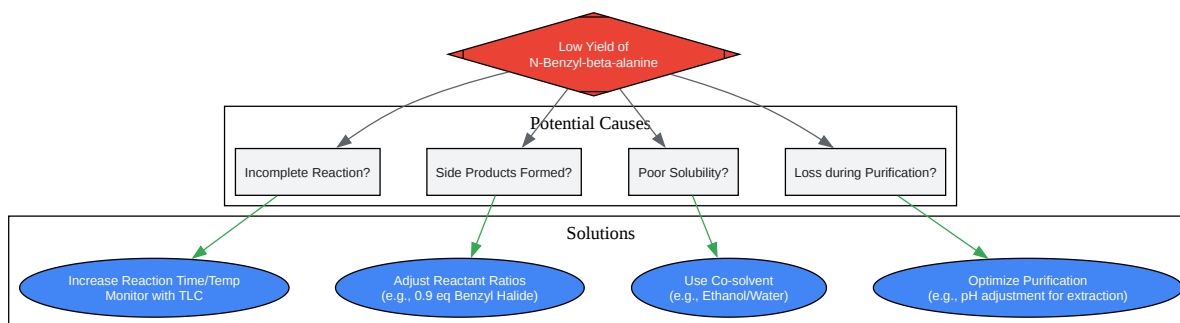 Low Yield of
N-Benzyl-beta-alanine
Potential Causes
Incomplete Reaction?
Side Products Formed?
Poor Solubility?
Loss during Purification?
Solutions
Increase Reaction Time/Temp
Monitor with TLC
Adjust Reactant Ratios
(e.g., 0.9 eq Benzyl Halide)
Use Co-solvent
(e.g., Ethanol/Water)
Optimize Purification
(e.g., pH adjustment for extraction)